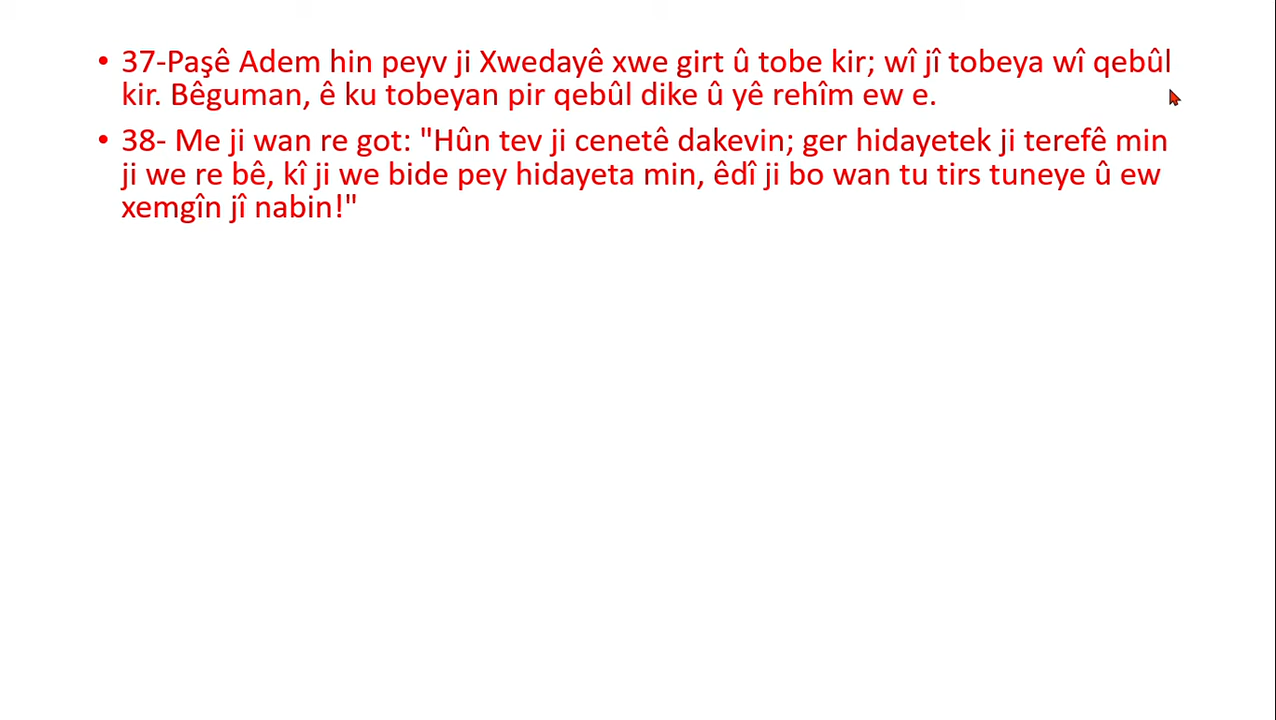 • 37-Paşê Adem hin peyv ji Xwedayê xwe girt û tobe kir; wî jî tobeya wî qebûl
kir. Bêguman, ê ku tobeyan pir qebûl dike û yê rehîm ew e.
• 38- Me ji wan re got: "Hûn tev ji cenetê dakevin; ger hidayetek ji terefê min
ji we re bê, kî ji we bide pey hidayeta min, êdî ji bo wan tu tirs tuneye û ew
xemgîn jî nabin!"